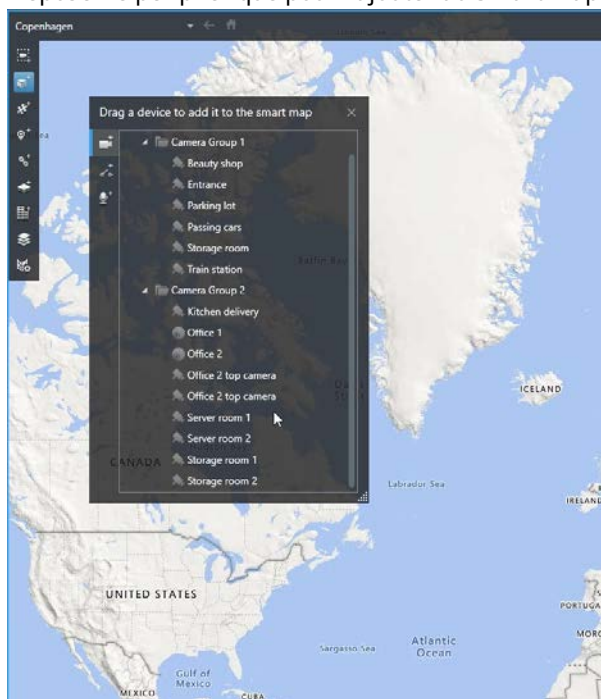 Copenhagen
Drag a device to add it to the smart map
Camera Group 1
Beauty shop
Entrance
Parking lot
Passing cars
Storage room
Train station
Camera Group 2
Kitchen delivery
Office 1
Office 2
Office 2 top camera
Office 2 top camera
Server room 1
Server room 2
Storage room 1
Storage room 2
ICELAND
CANADA
Labrador Sea
UNITED STATES
Sargasso Sea
Atlantic
Ocean
Gulf of
Mexico
MEXICO
CUBA